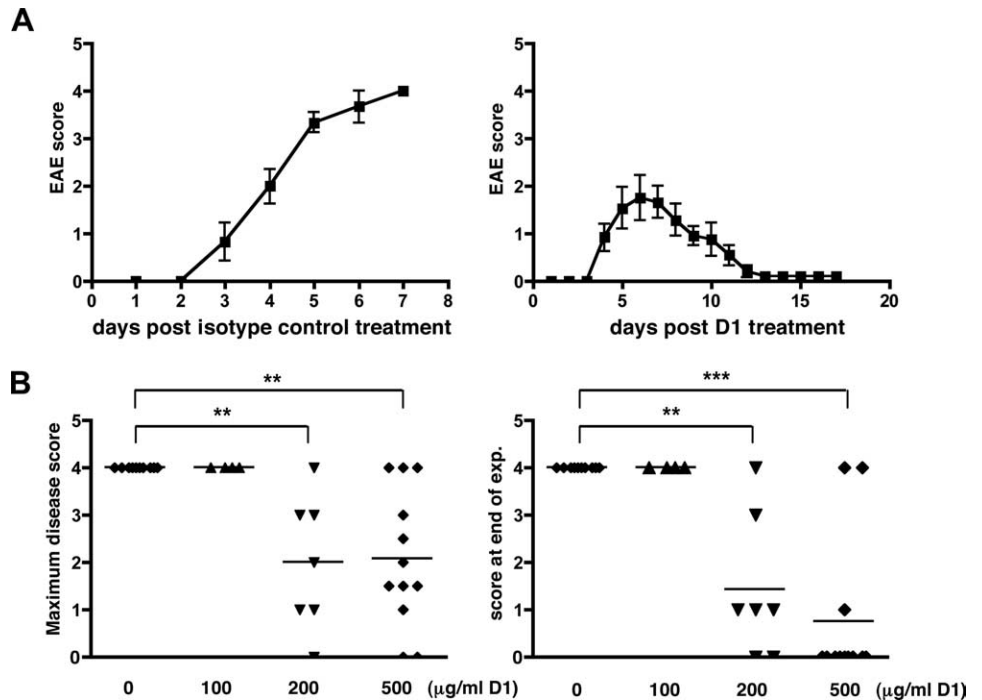 A
5
4
3
2
1
0
EAE score
0 1 2 3 4 5 6 7 8
days post isotype control treatment
5
4
3
2
1
0
EAE score
0 5 10 15 20
days post D1 treatment
B
**
**
5
4
3
2
1
0
Maximum disease score
0 100 200 500 (μg/ml D1)
***
**
5
4
3
2
1
0
score at end of exp.
0 100 200 500 (μg/ml D1)